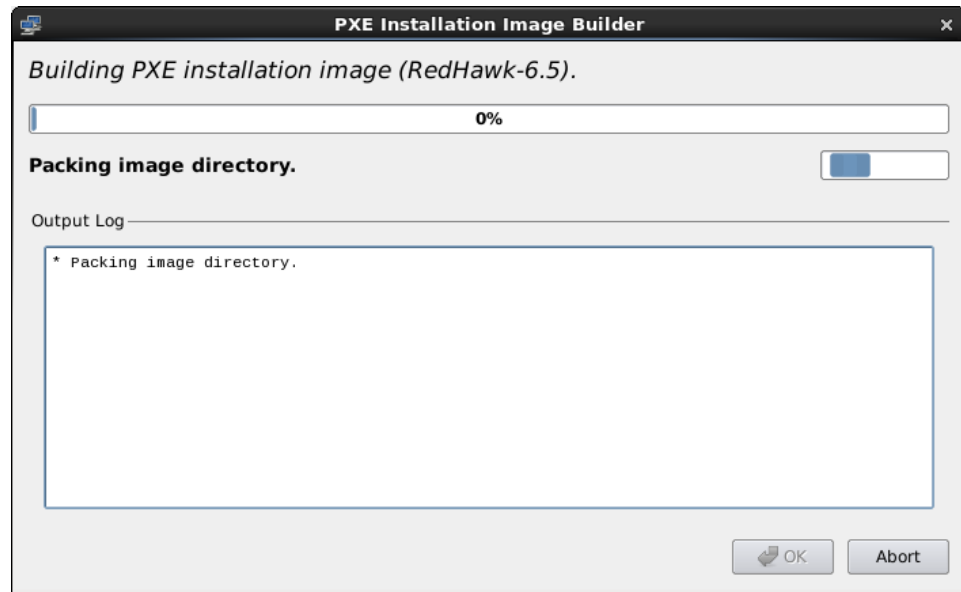 PXE Installation Image Builder
Building PXE installation image (RedHawk-6.5).
0%
Packing image directory.
Output Log
* Packing image directory.
OK Abort